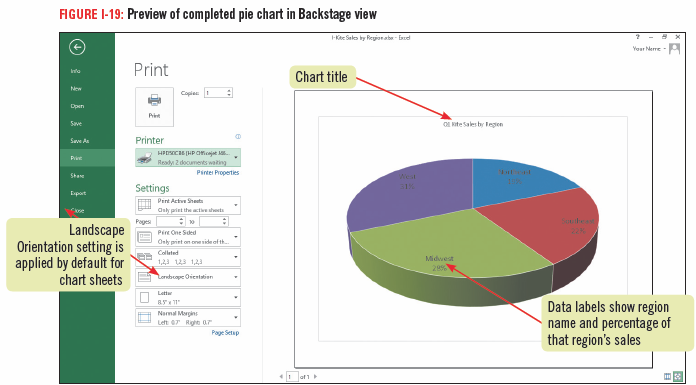 FIGURE I-19: Preview of completed pie chart in Backstage view
I-Kite Sales by Region.xlsx - Excel
?
Your Name
Info
New
Open
Save
Save As
Print
Share
Export
Close
Print
Copies: 1
Print
Printer
HP850CB6 (HP Officejet
Ready: 2 documents waiting
Printer Properties
Settings
Print Active Sheets
Only print the active sheets
Pages: to
Print One Sided
Only print on one side of th...
Collated
1,2,3 1,2,3 1,2,3
Landscape Orientation
Letter
8.5" x 11"
Normal Margins
Left: 0.7" Right: 0.7"
Page Setup
Chart title
Q1 Kite Sales by Region
West
Northeast
Southeast
Midwest
28%
Landscape
Orientation setting is
applied by default for
chart sheets
Data labels show region
name and percentage of
that region's sales
1 of 1